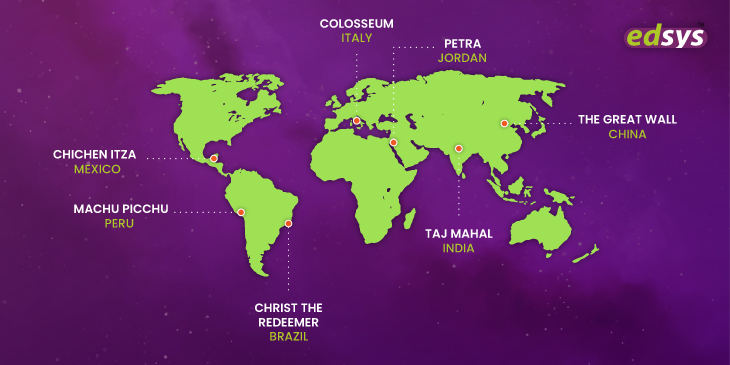 COLOSSEUM
ITALY
PETRA
JORDAN
edsys
THE GREAT WALL
CHINA
CHICHEN ITZA
MÉXICO
MACHU PICCHU
PERU
TAJ MAHAL
INDIA
CHRIST THE
REDEEMER
BRAZIL